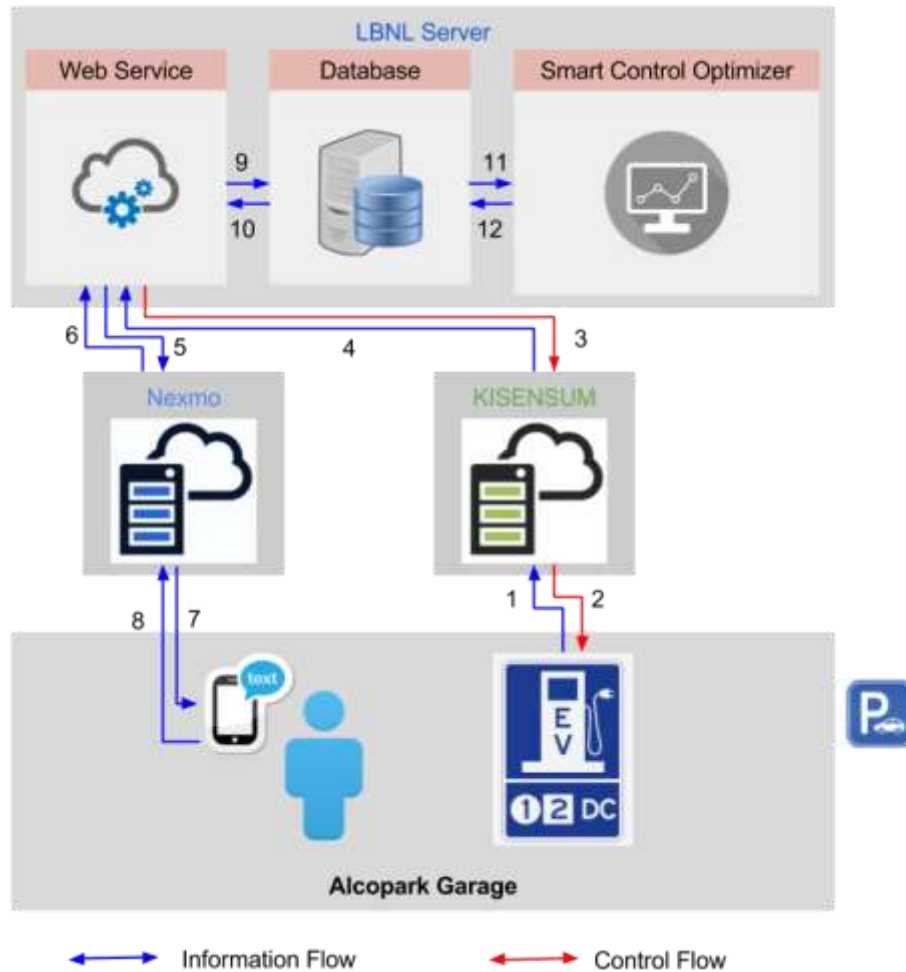 LBNL Server
Web Service
Database
Smart Control Optimizer
9
11
10
12
6
5
4
3
Nexmo
KISENSUM
1
2
8
7
text
E
V
1 2 DC
P
Alcopark Garage
Information Flow
Control Flow